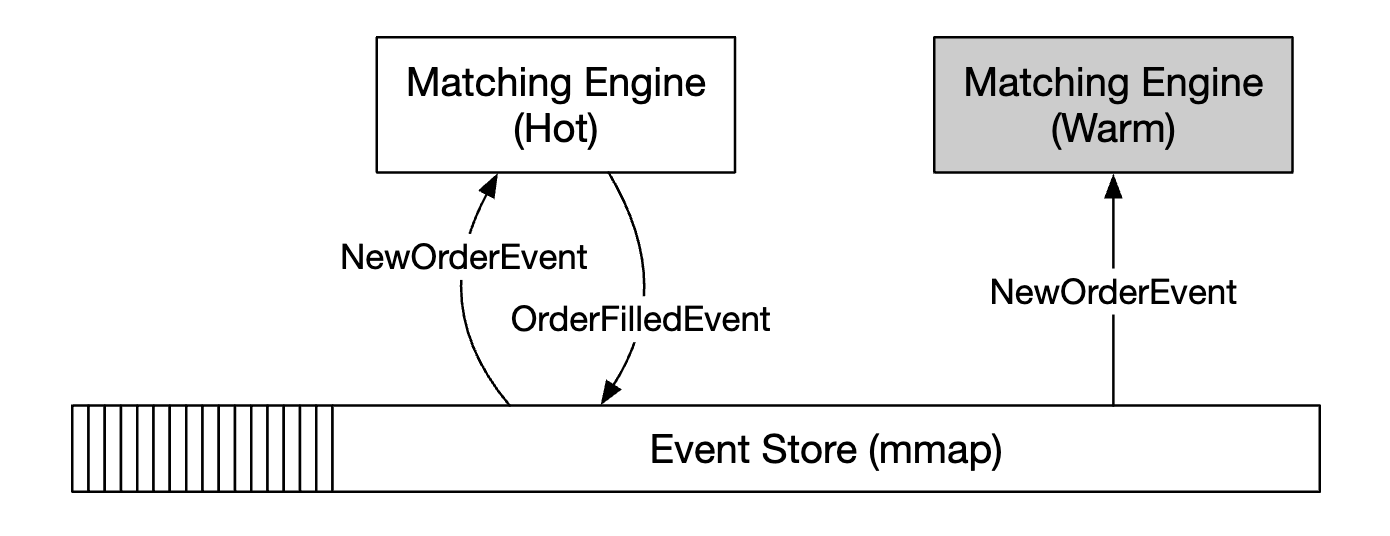 Matching Engine
(Hot)
Matching Engine
(Warm)
NewOrderEvent
OrderFilledEvent
NewOrderEvent
Event Store (mmap)